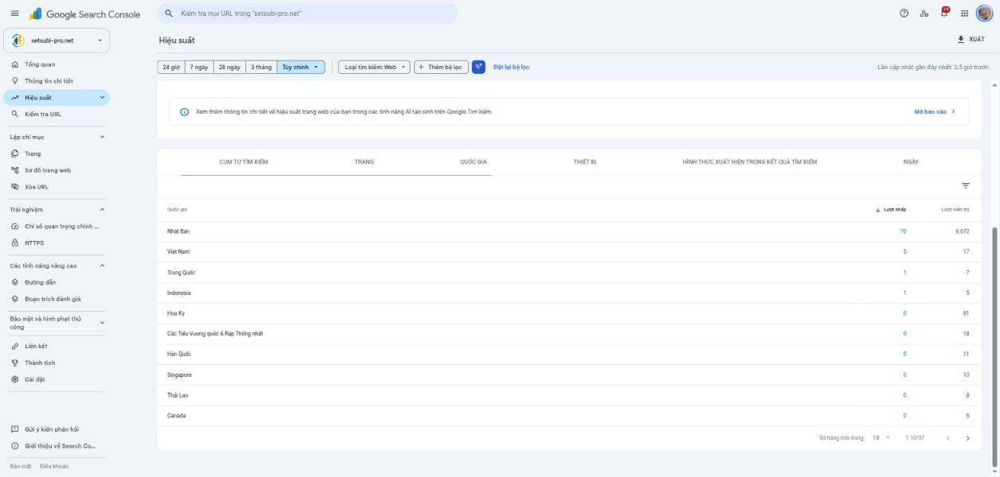 Google Search Console
Kiểm tra mọi URL trong "setsubi-pro.net"
19
setsubi-pro.net
Hiệu suất
XUẤT
24 giờ
7 ngày
28 ngày
3 tháng
Tùy chỉnh
Loại tìm kiếm: Web
Thêm bộ lọc
Đặt lại bộ lọc
Lần cập nhật gần đây nhất: 3,5 giờ trước
Tổng quan
Thông tin chi tiết
Hiệu suất
Kiểm tra URL
Lập chỉ mục
Trang
Sơ đồ trang web
Xóa URL
Trải nghiệm
Chỉ số quan trọng chính ...
HTTPS
Các tính năng nâng cao
Đường dẫn
Đoạn trích đánh giá
Bảo mật và hình phạt thủ
công
Liên kết
Thành tích
Cài đặt
Gửi ý kiến phản hồi
Giới thiệu về Search Co...
Bảo mật Điều khoản
Xem thêm thông tin chi tiết về hiệu suất trang web của bạn trong các tính năng AI tạo sinh trên Google Tìm kiếm
Mở báo cáo
CỤM TỪ TÌM KIẾM
TRANG
QUỐC GIA
THIẾT BỊ
HÌNH THỨC XUẤT HIỆN TRONG KẾT QUẢ TÌM KIẾM
NGÀY
Quốc gia Lượt nhấp Lượt hiển thị
Nhật Bản 70 6.672
Việt Nam 5 17
Trung Quốc 1 7
Indonesia 1 5
Hoa Kỳ 0 81
Các Tiểu Vương quốc Ả Rập Thống nhất 0 18
Hàn Quốc 0 11
Singapore 0 10
Thái Lan 0 8
Canada 0 6
Số hàng mỗi trang: 10 1-10/37